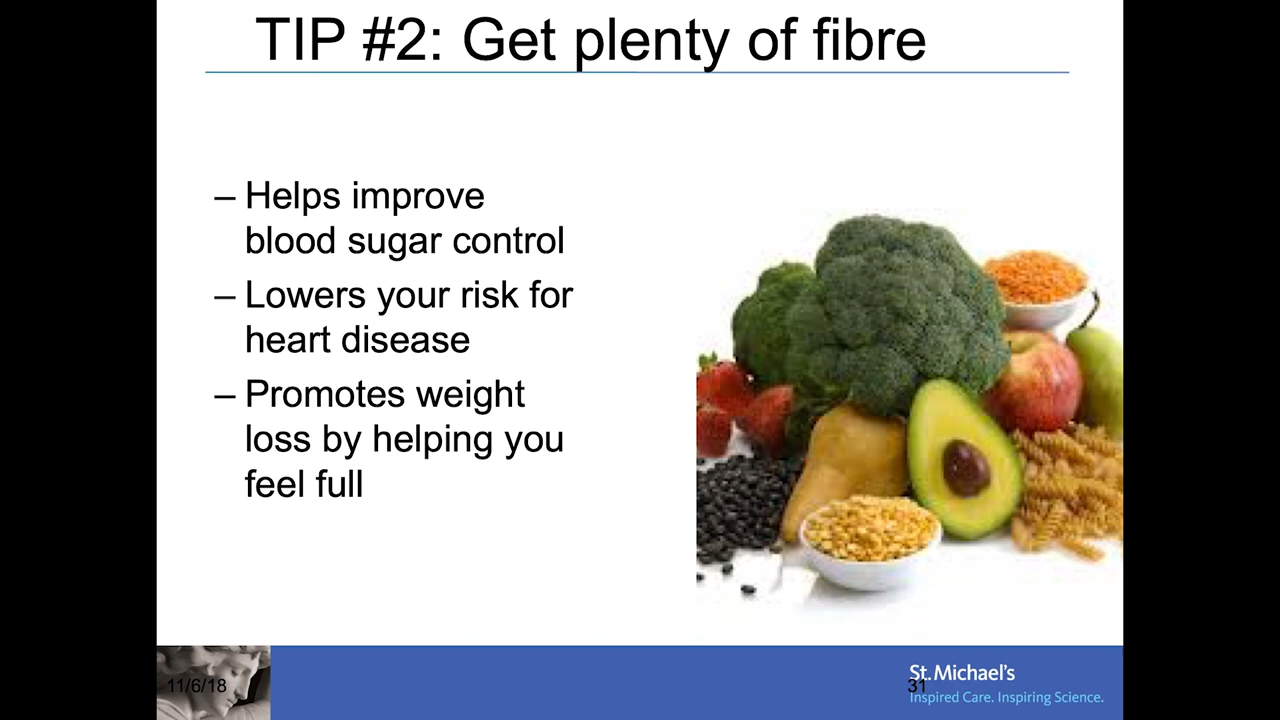 TIP #2: Get plenty of fibre
– Helps improve
blood sugar control
– Lowers your risk for
heart disease
– Promotes weight
loss by helping you
feel full
11/6/18
St. Michael's
31
Inspired Care. Inspiring Science.